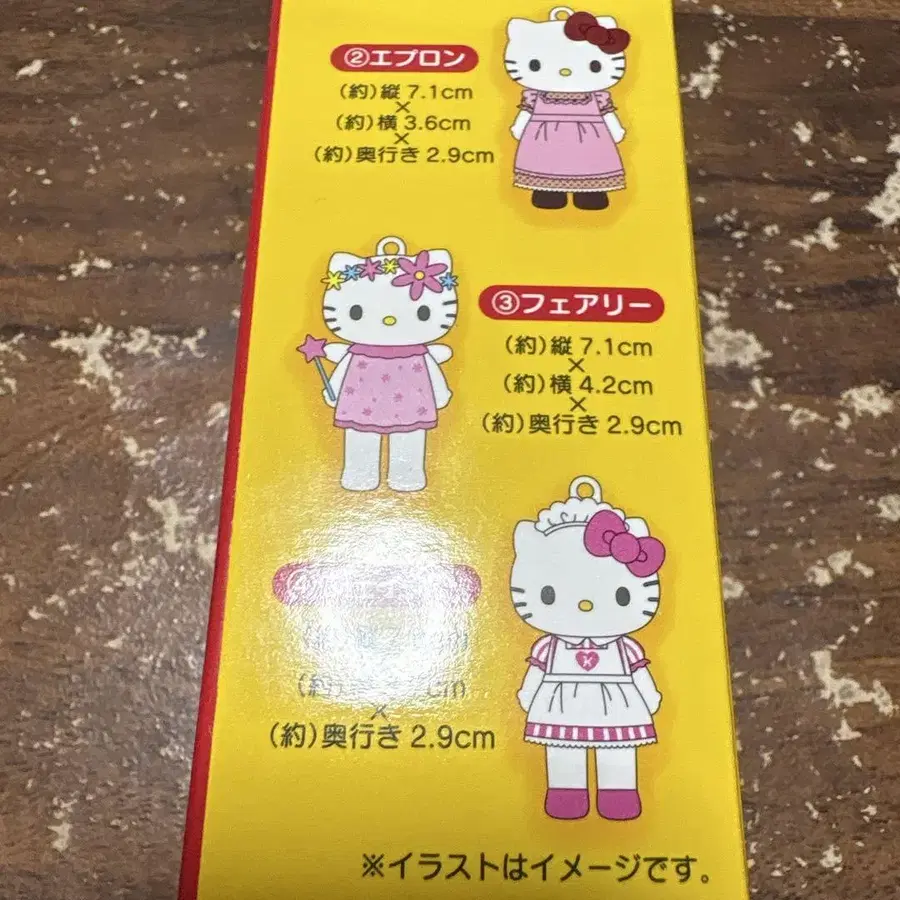 ②エプロン
(約)縦 7.1cm
×
(約)横 3.6cm
×
(約)奥行き 2.9cm
③フェアリー
(約)縦 7.1cm
×
(約)横 4.2cm
×
(約)奥行き 2.9cm
(約)
cm
×
(約)奥行き 2.9cm
※イラストはイメージです。